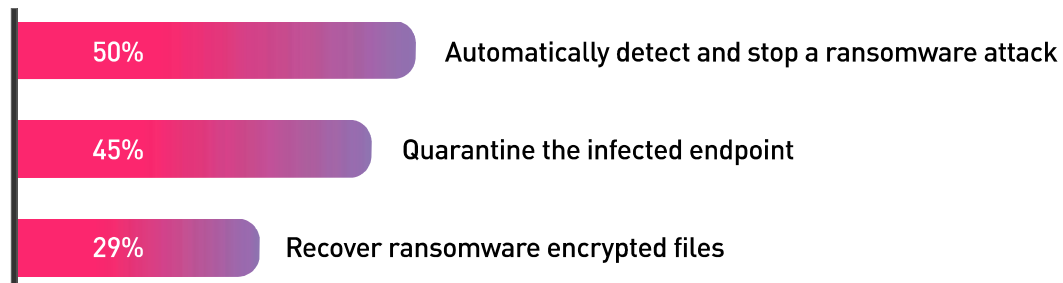 50% Automatically detect and stop a ransomware attack
45% Quarantine the infected endpoint
29% Recover ransomware encrypted files